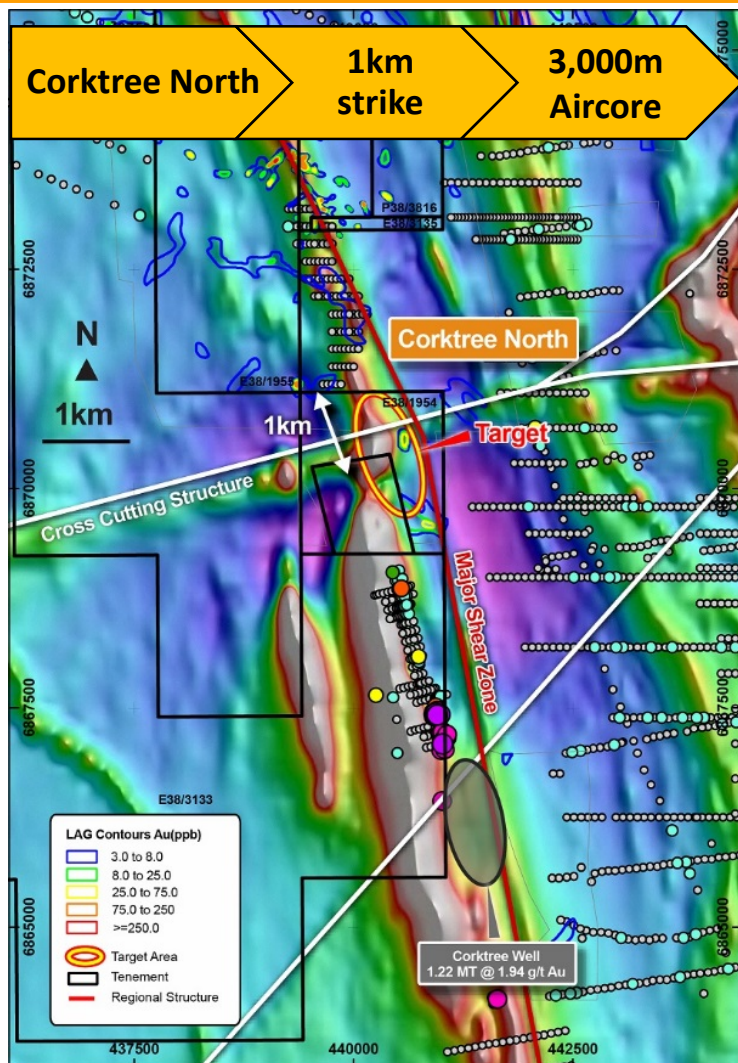 Corktree North
1km
strike
3,000m
Aircore
P38/3816
E38/3135
6872500
6872500
Corktree North
N
1km
E38/1955
E38/1954
1km
Target
6870000
6870000
Cross Cutting Structure
Major Shear Zone
6867500
6867500
E38/3133
LAG Contours Au(ppb)
3.0 to 8.0
8.0 to 25.0
25.0 to 75.0
75.0 to 250
>=250.0
Target Area
Tenement
Regional Structure
6865000
6865000
Corktree Well
1.22 MT @ 1.94 g/t Au
437500
440000
442500